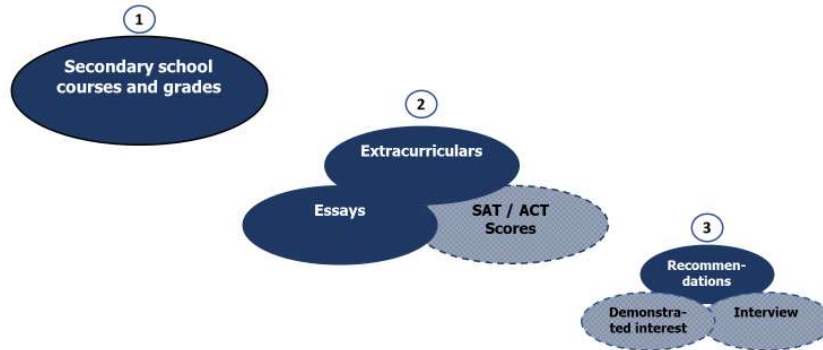 1
Secondary school
courses and grades
2
Extracurriculars
Essays
SAT / ACT
Scores
3
Recommen-
dations
Demonstra-
ted interest
Interview